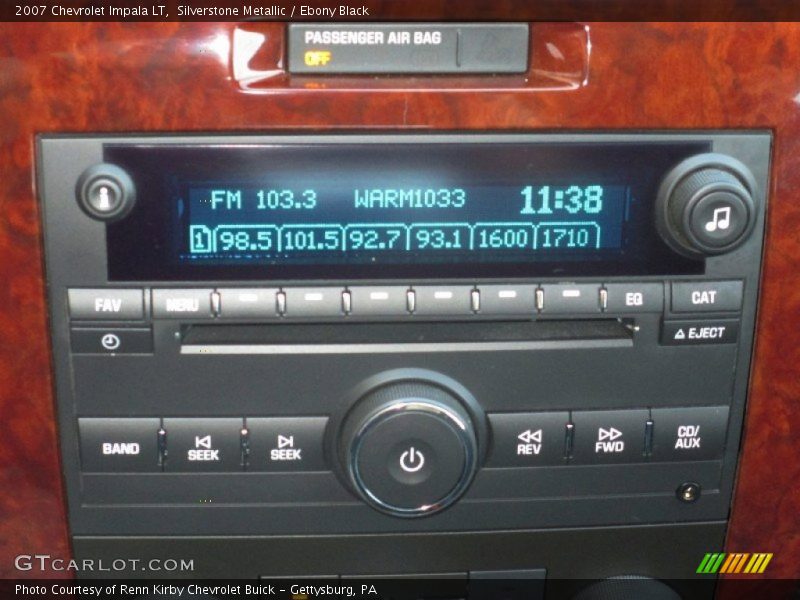 2007 Chevrolet Impala LT, Silverstone Metallic / Ebony Black
PASSENGER AIR BAG
OFF
i
FM 103.3 WARM1033 11:38
1 98.5 101.5 92.7 93.1 1600 1710
FAV MENU EQ CAT
EJECT
BAND SEEK SEEK REV FWD CD/AUX
GTCARLOT.COM
Photo Courtesy of Renn Kirby Chevrolet Buick - Gettysburg, PA